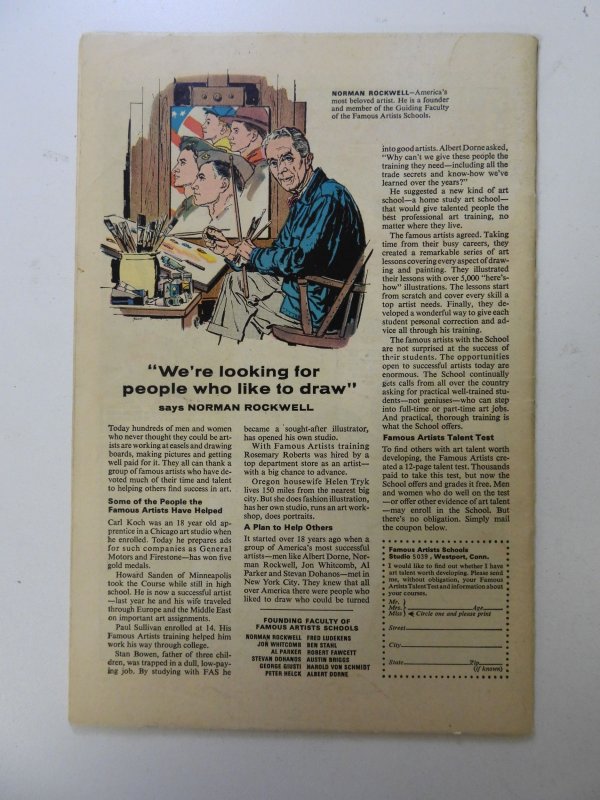 NORMAN ROCKWELL—America's
most beloved artist. He is a founder
and member of the Guiding Faculty
of the Famous Artists Schools.
"We're looking for
people who like to draw"
says NORMAN ROCKWELL
Today hundreds of men and women
who never thought they could be art-
ists are working at easels and drawing
boards, making pictures and getting
well paid for it. They all can thank a
group of famous artists who have de-
voted much of their time and talent
to helping others find success in art.
Some of the People the
Famous Artists Have Helped
Carl Koch was an 18 year old ap-
prentice in a Chicago art studio when
he enrolled. Today he prepares ads
for such companies as General
Motors and Firestone—has won five
gold medals.
Howard Sanden of Minneapolis
took the Course while still in high
school. He is now a successful artist
—last year he and his wife traveled
through Europe and the Middle East
on important art assignments.
Paul Sullivan enrolled at 14. His
Famous Artists training helped him
work his way through college.
Stan Bowen, father of three chil-
dren, was trapped in a dull, low-pay-
ing job. By studying with FAS he
became a sought-after illustrator,
has opened his own studio.
With Famous Artists training
Rosemary Roberts was hired by a
top department store as an artist—
with a big chance to advance.
Oregon housewife Helen Tryk
lives 150 miles from the nearest big
city. But she does fashion illustration,
has her own studio, runs an art work-
shop, does portraits.
A Plan to Help Others
It started over 18 years ago when a
group of America's most successful
artists—men like Albert Dorne, Nor-
man Rockwell, Jon Whitcomb, Al
Parker and Stevan Dohanos—met in
New York City. They knew that all
over America there were people who
liked to draw who could be turned
FOUNDING FACULTY OF
FAMOUS ARTISTS SCHOOLS
NORMAN ROCKWELL FRED LUDEKENS
JON WHITCOMB BEN STAHL
AL PARKER ROBERT FAWCETT
STEVAN DOHANOS AUSTIN BRIGGS
GEORGE GIUSTI HAROLD VON SCHMIDT
PETER HELCK ALBERT DORNE
into good artists. Albert Dorne asked,
"Why can't we give these people the
training they need—including all the
trade secrets and know-how we've
learned over the years?"
He suggested a new kind of art
school—a home study art school—
that would give talented people the
best professional art training, no
matter where they live.
The famous artists agreed. Taking
time from their busy careers, they
created a remarkable series of art
lessons covering every aspect of draw-
ing and painting. They illustrated
their lessons with over 5,000 "here's-
how" illustrations. The lessons start
from scratch and cover every skill a
top artist needs. Finally, they de-
veloped a wonderful way to give each
student personal correction and ad-
vice all through his training.
The famous artists with the School
are not surprised at the success of
their students. The opportunities
open to successful artists today are
enormous. The School continually
gets calls from all over the country
asking for practical well-trained stu-
dents—not geniuses—who can step
into full-time or part-time art jobs.
And practical, thorough training is
what the School offers.
Famous Artists Talent Test
To find others with art talent worth
developing, the Famous Artists cre-
ated a 12-page talent test. Thousands
paid to take this test, but now the
School offers and grades it free. Men
and women who do well on the test
—or offer other evidence of art talent
—may enroll in the School. But
there's no obligation. Simply mail
the coupon below.
Famous Artists Schools
Studio 5039, Westport, Conn.
I would like to find out whether I have
art talent worth developing. Please send
me, without obligation, your Famous
Artists Talent Test and information about
your courses.
Mr.
Mrs. Age
Miss Circle one and please print
Street
City
State Zip
(if known)